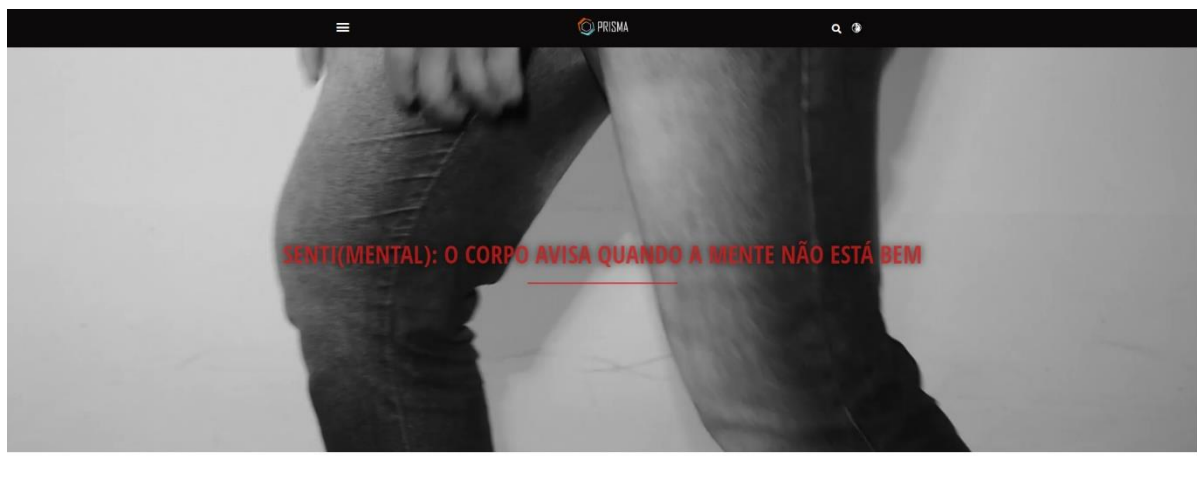 PRISMA
SENTI(MENTAL): O CORPO AVISA QUANDO A MENTE NÃO ESTÁ BEM